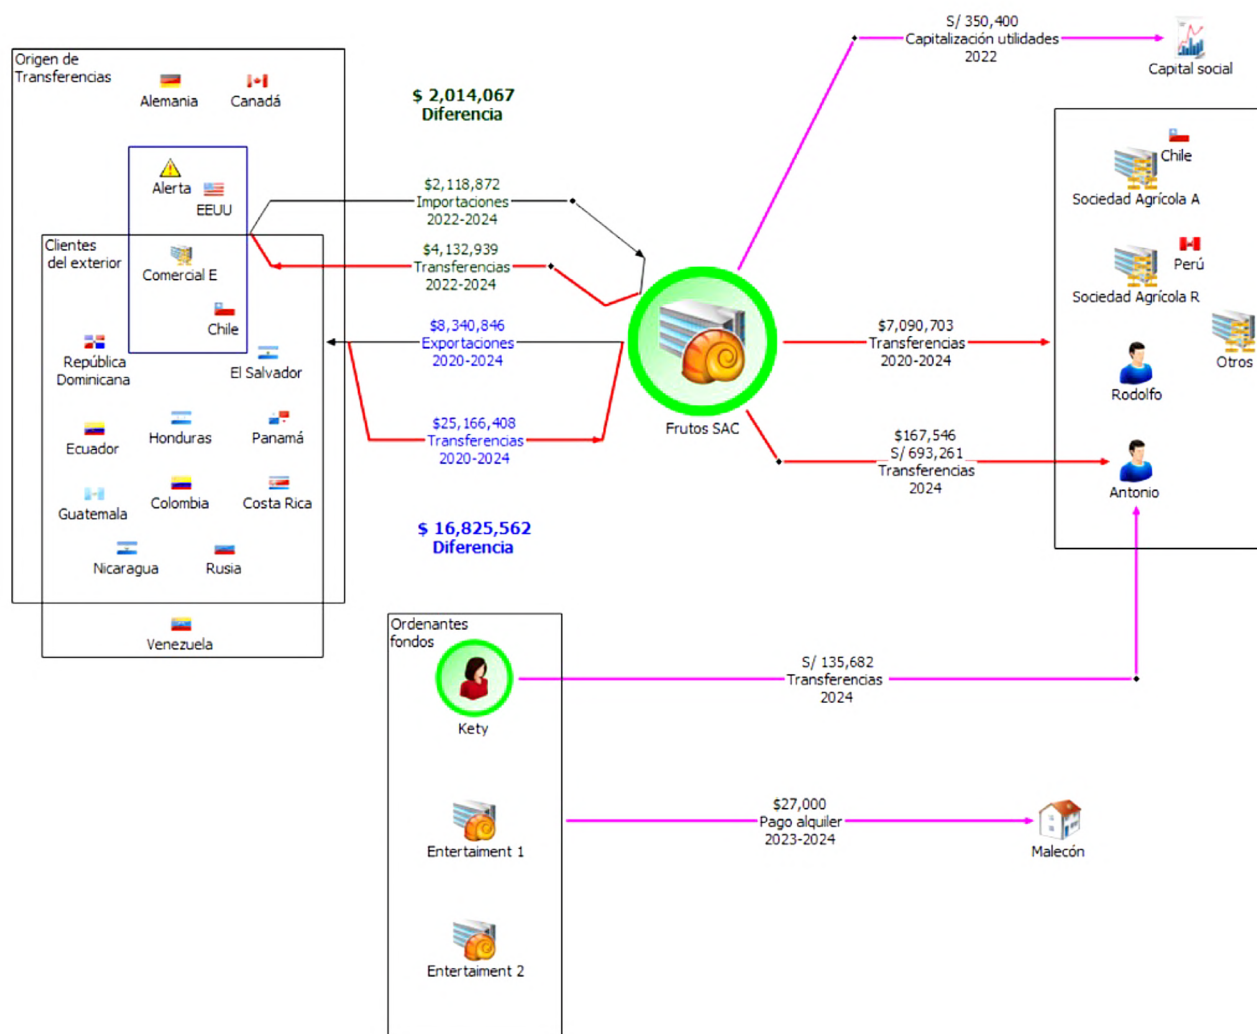 S/ 350,400
Capitalización utilidades
2022
Capital social
Origen de
Transferencias
Alemania
Canadá
$ 2,014,067
Diferencia
Alerta
EEUU
$2,118,872
Importaciones
2022-2024
Clientes
del exterior
Comercial E
$4,132,939
Transferencias
2022-2024
Chile
República
Dominicana
El Salvador
$8,340,846
Exportaciones
2020-2024
Ecuador
Honduras
Panamá
$25,166,408
Transferencias
2020-2024
Guatemala
Colombia
Costa Rica
Nicaragua
Rusia
$ 16,825,562
Diferencia
Venezuela
Frutos SAC
$7,090,703
Transferencias
2020-2024
$167,546
S/ 693,261
Transferencias
2024
Chile
Sociedad Agrícola A
Perú
Sociedad Agrícola R
Otros
Rodolfo
Antonio
Ordenantes
fondos
Kety
S/ 135,682
Transferencias
2024
Entertaiment 1
$27,000
Pago alquiler
2023-2024
Malecón
Entertaiment 2